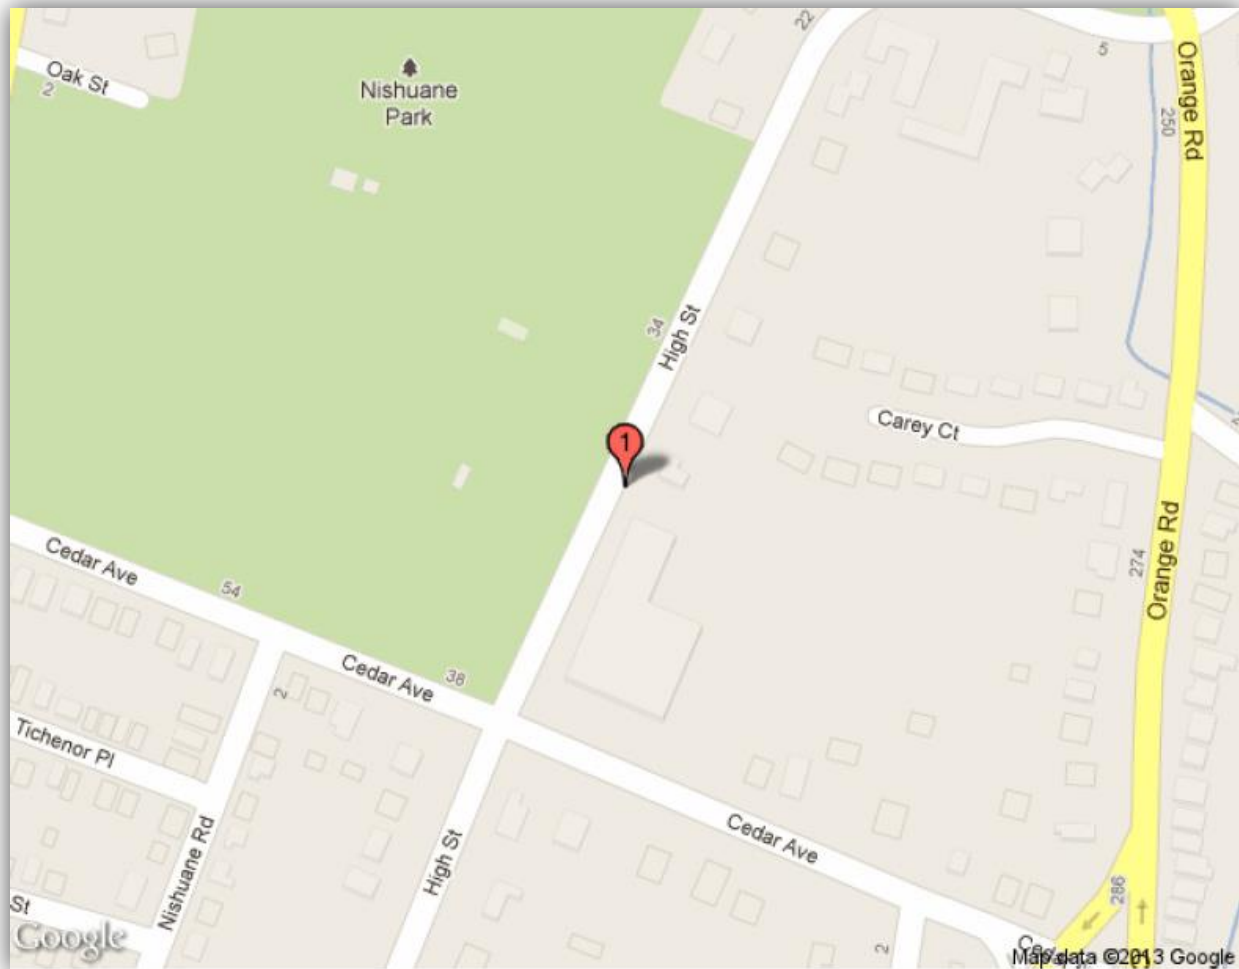 22
5
Oak St
2
Nishuane
Park
Orange Rd
250
34
High St
Carey Ct
1
Cedar Ave
54
274
Orange Rd
Cedar Ave
38
2
Tichenor Pl
Nishuane Rd
High St
Cedar Ave
286
St
2
Google
Map data ©2013 Google